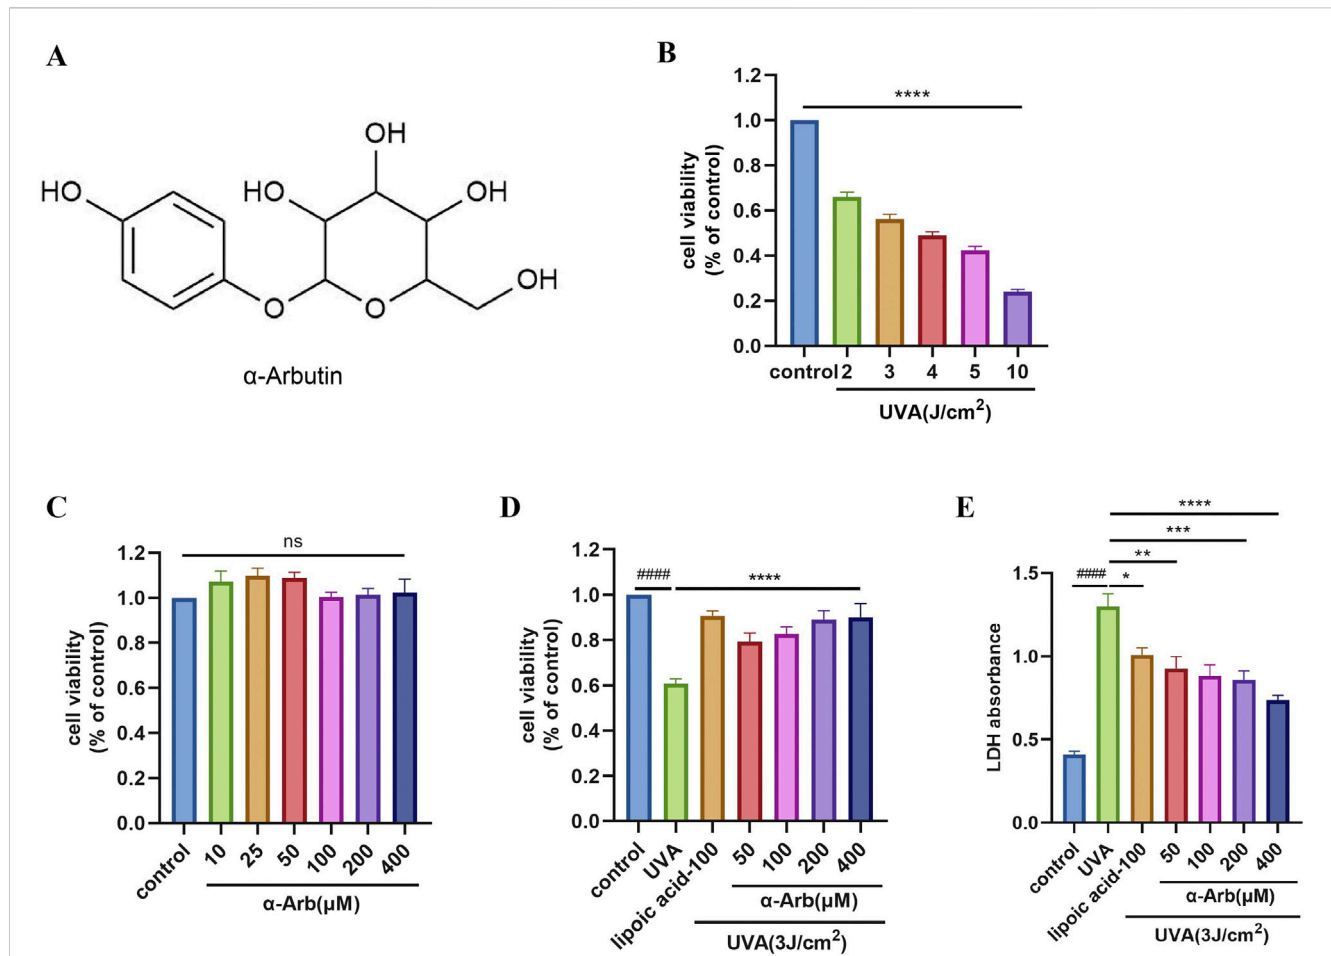 A
HO
OH
HO
OH
OH
O
O
α-Arbutin
B
cell viability
(% of control)
1.2
1.0
0.8
0.6
0.4
0.2
0.0
****
control 2 3 4 5 10
UVA(J/cm²)
C
cell viability
(% of control)
1.2
1.0
0.8
0.6
0.4
0.2
0.0
ns
control 10 25 50 100 200 400
α-Arb(μM)
D
cell viability
(% of control)
1.2
1.0
0.8
0.6
0.4
0.2
0.0
####
****
control UVA lipoic acid-100 50 100 200 400
α-Arb(μM)
UVA(3J/cm²)
E
LDH absorbance
1.5
1.0
0.5
0.0
****
***
**
#### *
control UVA lipoic acid-100 50 100 200 400
α-Arb(μM)
UVA(3J/cm²)